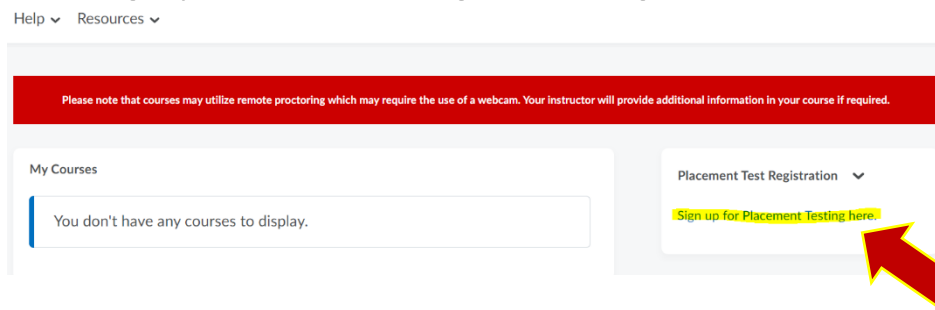 Help Resources
Please note that courses may utilize remote proctoring which may require the use of a webcam. Your instructor will provide additional information in your course if required.
My Courses
You don't have any courses to display.
Placement Test Registration
Sign up for Placement Testing here.